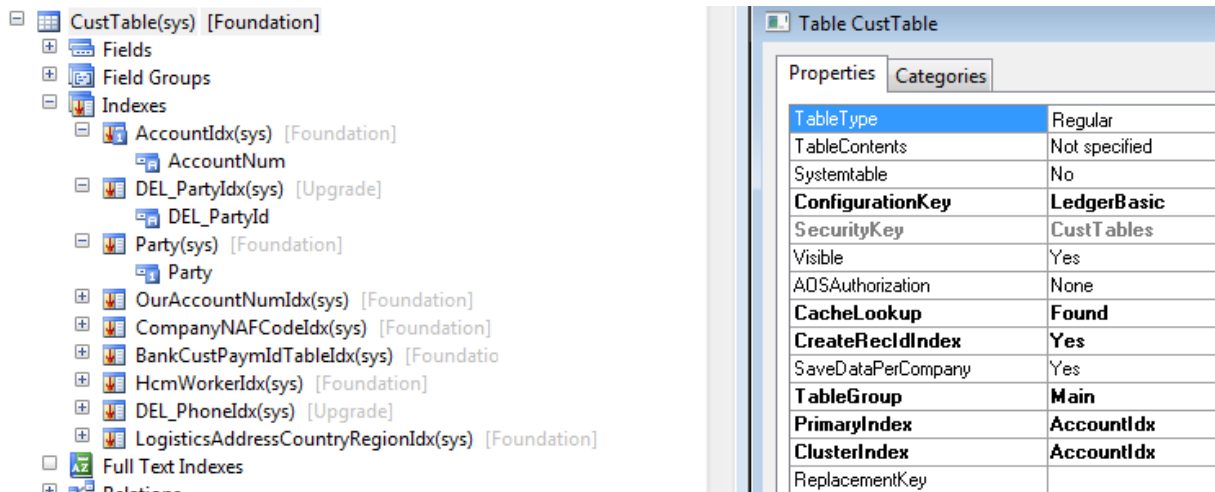 CustTable(sys) [Foundation]
Fields
Field Groups
Indexes
AccountIdx(sys) [Foundation]
AccountNum
DEL_PartyIdx(sys) [Upgrade]
DEL_PartyId
Party(sys) [Foundation]
Party
OurAccountNumIdx(sys) [Foundation]
CompanyNAFCodeIdx(sys) [Foundation]
BankCustPaymIdTableIdx(sys) [Foundatio
HcmWorkerIdx(sys) [Foundation]
DEL_PhoneIdx(sys) [Upgrade]
LogisticsAddressCountryRegionIdx(sys) [Foundation]
Full Text Indexes
Relations
Table CustTable
Properties Categories
TableType Regular
TableContents Not specified
Systemtable No
ConfigurationKey LedgerBasic
SecurityKey CustTables
Visible Yes
AOSAuthorization None
CacheLookup Found
CreateRecIdIndex Yes
SaveDataPerCompany Yes
TableGroup Main
PrimaryIndex AccountIdx
ClusterIndex AccountIdx
ReplacementKey